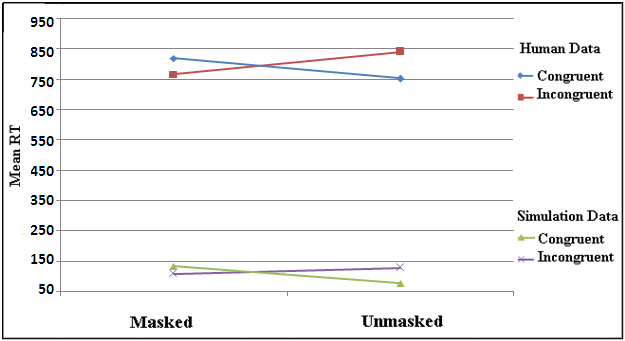 950
850
750
650
550
450
350
250
150
50
Mean RT
Masked
Unmasked
Human Data
Congruent
Incongruent
Simulation Data
Congruent
Incongruent